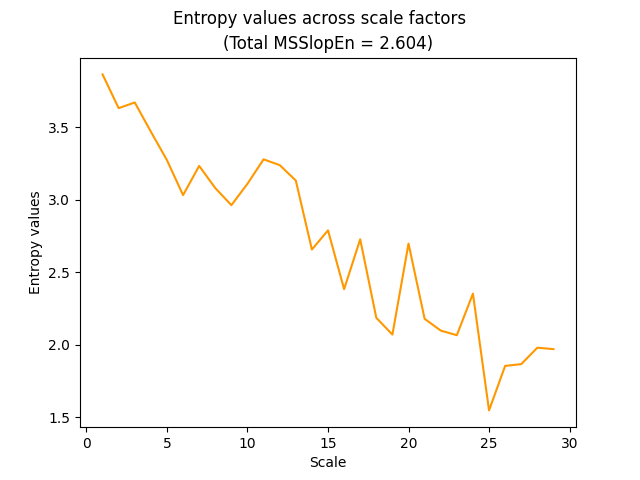 Entropy values across scale factors
(Total MSSlopEn = 2.604)
Entropy values
3.5
3.0
2.5
2.0
1.5
0 5 10 15 20 25 30
Scale